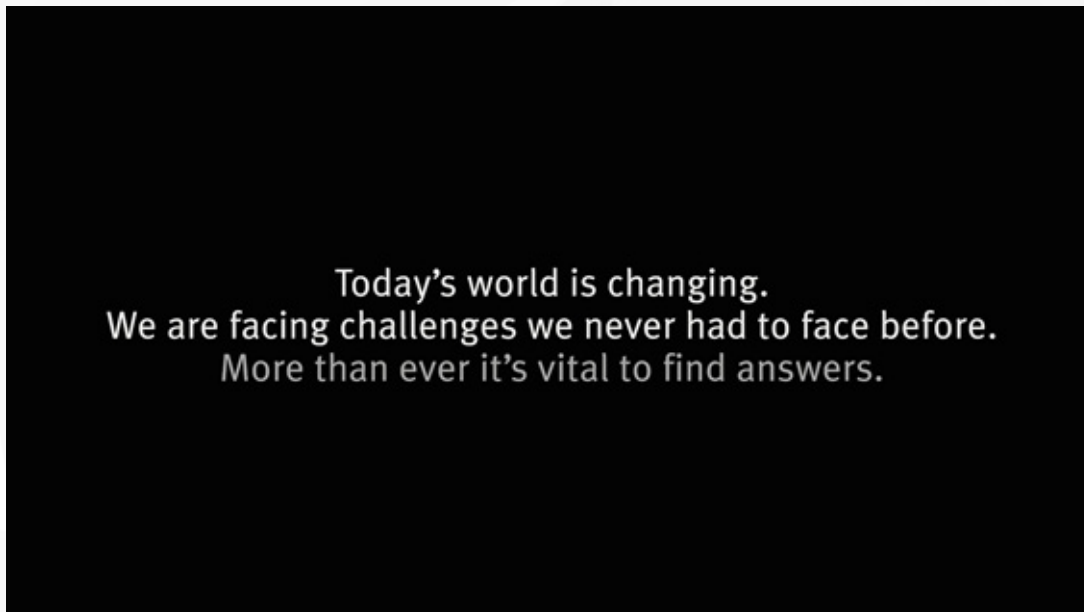 Today’s world is changing.
We are facing challenges we never had to face before.
More than ever it’s vital to find answers.